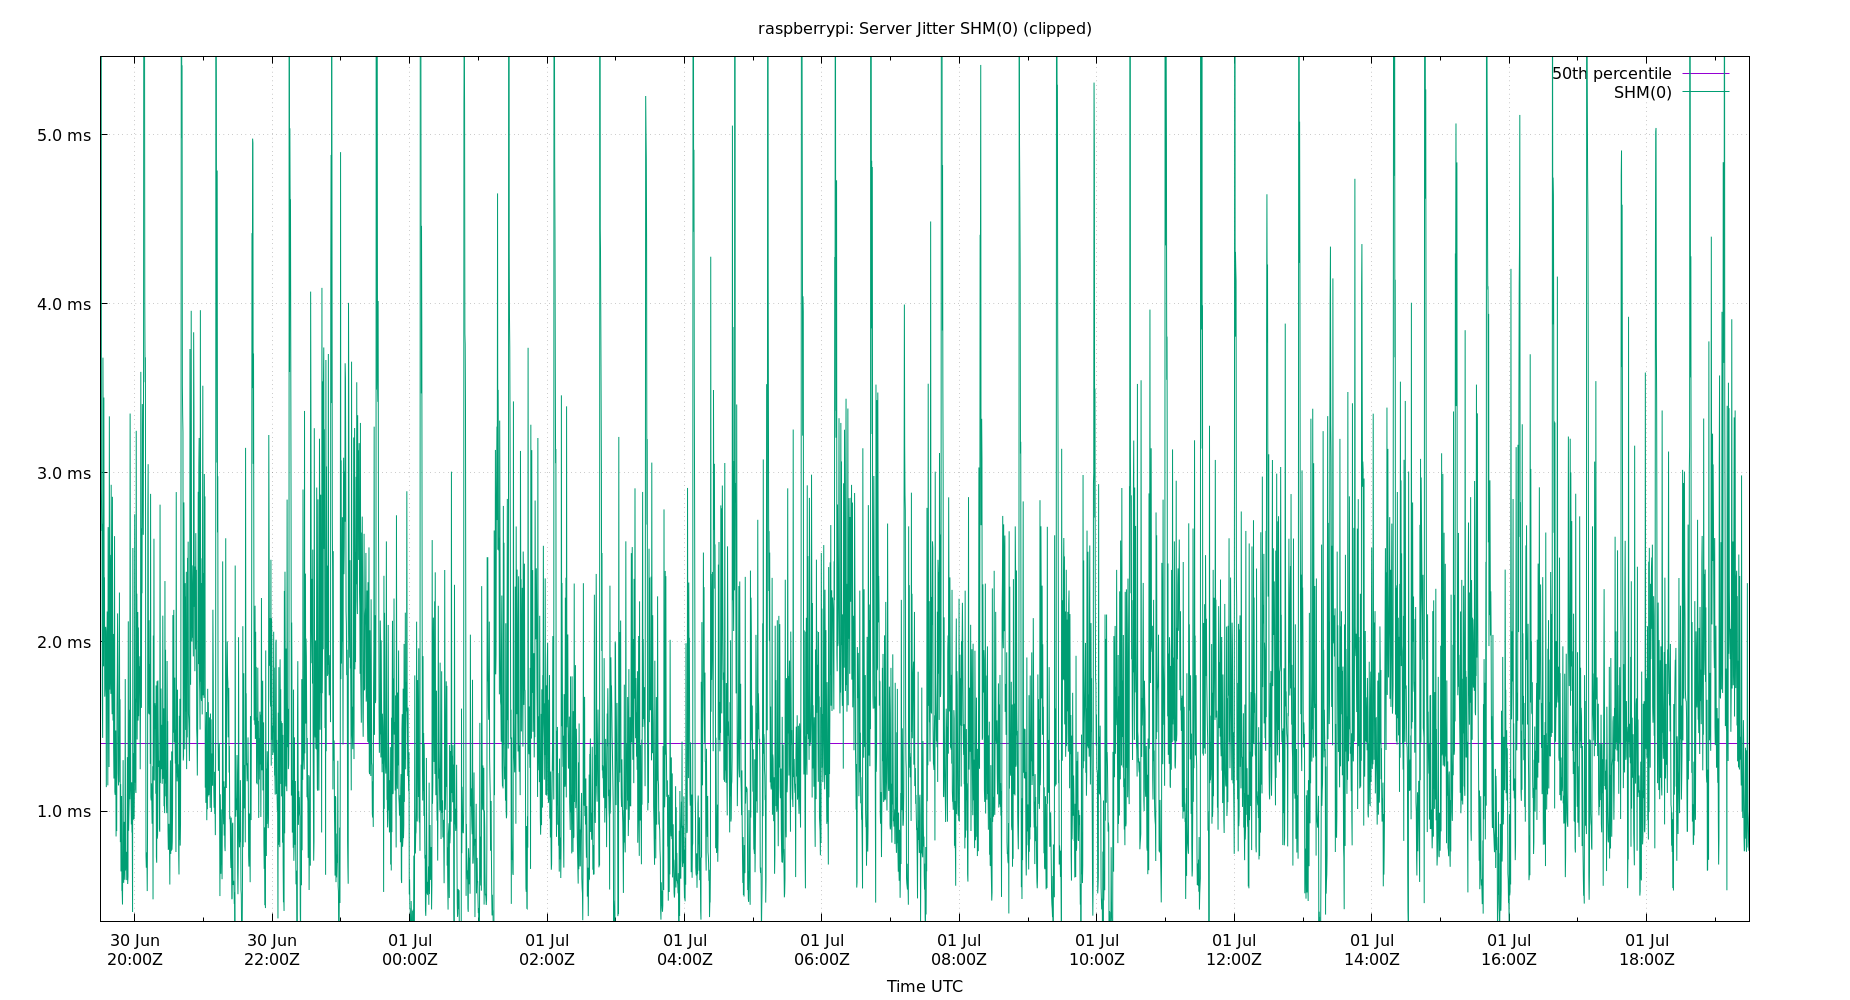 raspberrypi: Server Jitter SHM(0) (clipped)
50th percentile
SHM(0)
5.0 ms
4.0 ms
3.0 ms
2.0 ms
1.0 ms
30 Jun 30 Jun 01 Jul 01 Jul 01 Jul 01 Jul 01 Jul 01 Jul 01 Jul 01 Jul 01 Jul 01 Jul
20:00Z 22:00Z 00:00Z 02:00Z 04:00Z 06:00Z 08:00Z 10:00Z 12:00Z 14:00Z 16:00Z 18:00Z
Time UTC